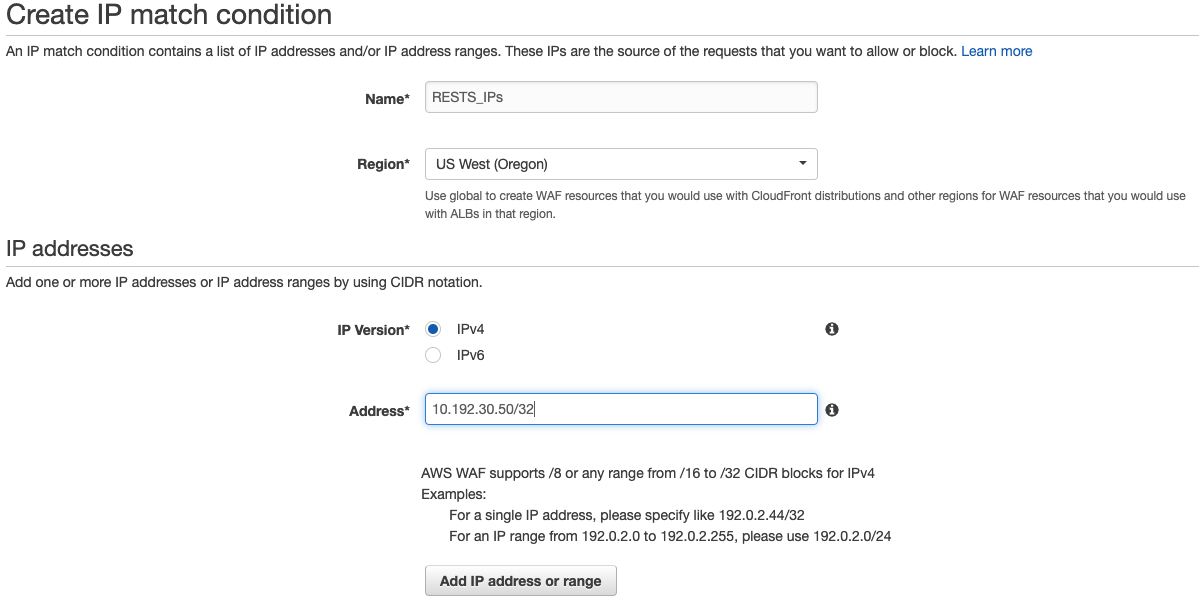 Create IP match condition
An IP match condition contains a list of IP addresses and/or IP address ranges. These IPs are the source of the requests that you want to allow or block. Learn more
Name* RESTS_IPs
Region* US West (Oregon)
Use global to create WAF resources that you would use with CloudFront distributions and other regions for WAF resources that you would use
with ALBs in that region.
IP addresses
Add one or more IP addresses or IP address ranges by using CIDR notation.
IP Version* IPv4
IPv6
Address* 10.192.30.50/32
AWS WAF supports /8 or any range from /16 to /32 CIDR blocks for IPv4
Examples:
For a single IP address, please specify like 192.0.2.44/32
For an IP range from 192.0.2.0 to 192.0.2.255, please use 192.0.2.0/24
Add IP address or range